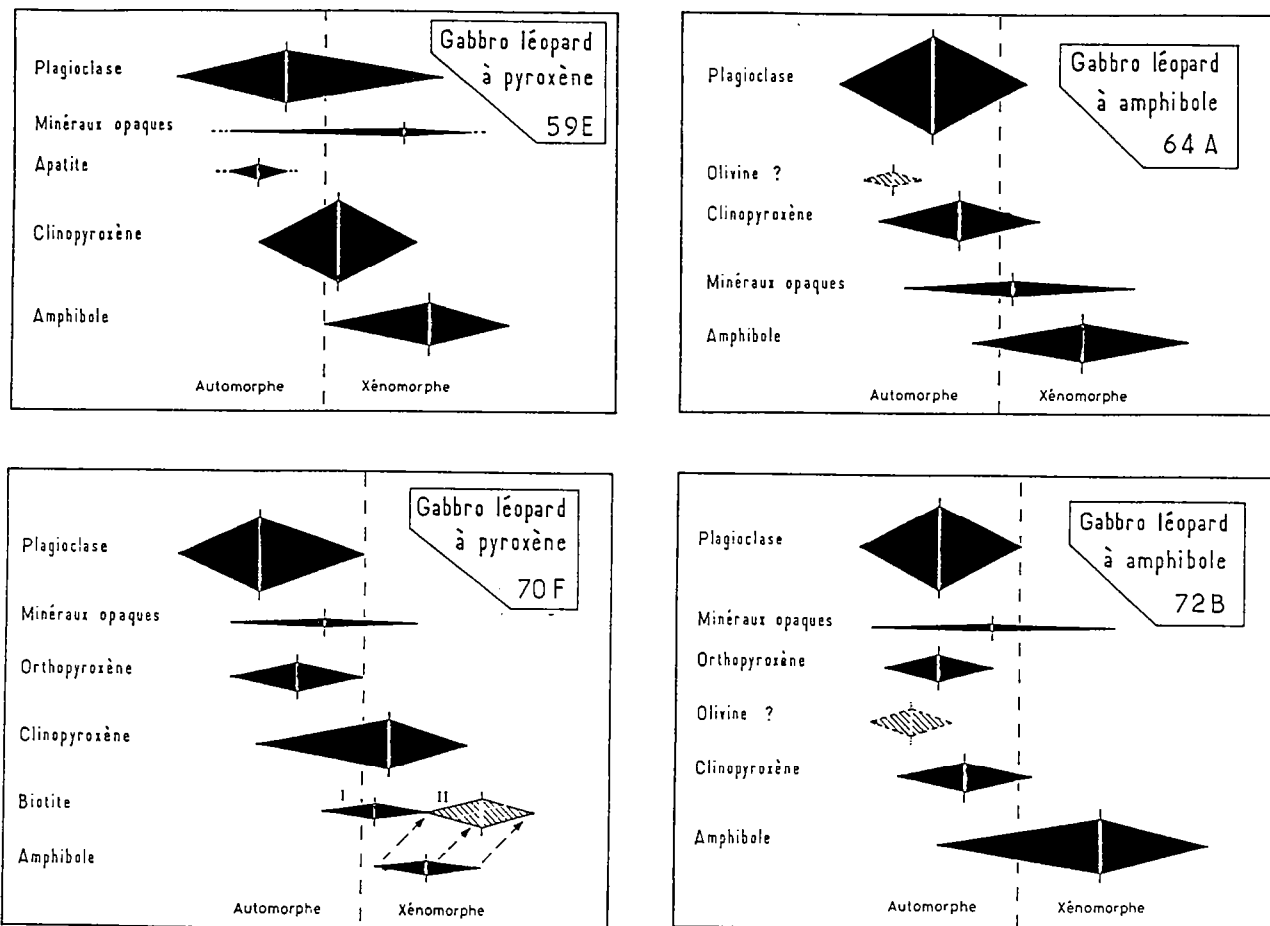 Gabbro léopard
à pyroxène
59E
Plagioclase
Minéraux opaques
Apatite
Clinopyroxène
Amphibole
Automorphe
Xénomorphe
Gabbro léopard
à amphibole
64 A
Plagioclase
Olivine ?
Clinopyroxène
Minéraux opaques
Amphibole
Automorphe
Xénomorphe
Gabbro léopard
à pyroxène
70 F
Plagioclase
Minéraux opaques
Orthopyroxène
Clinopyroxène
Biotite
I
II
Amphibole
Automorphe
Xénomorphe
Gabbro léopard
à amphibole
72B
Plagioclase
Minéraux opaques
Orthopyroxène
Olivine ?
Clinopyroxène
Amphibole
Automorphe
Xénomorphe